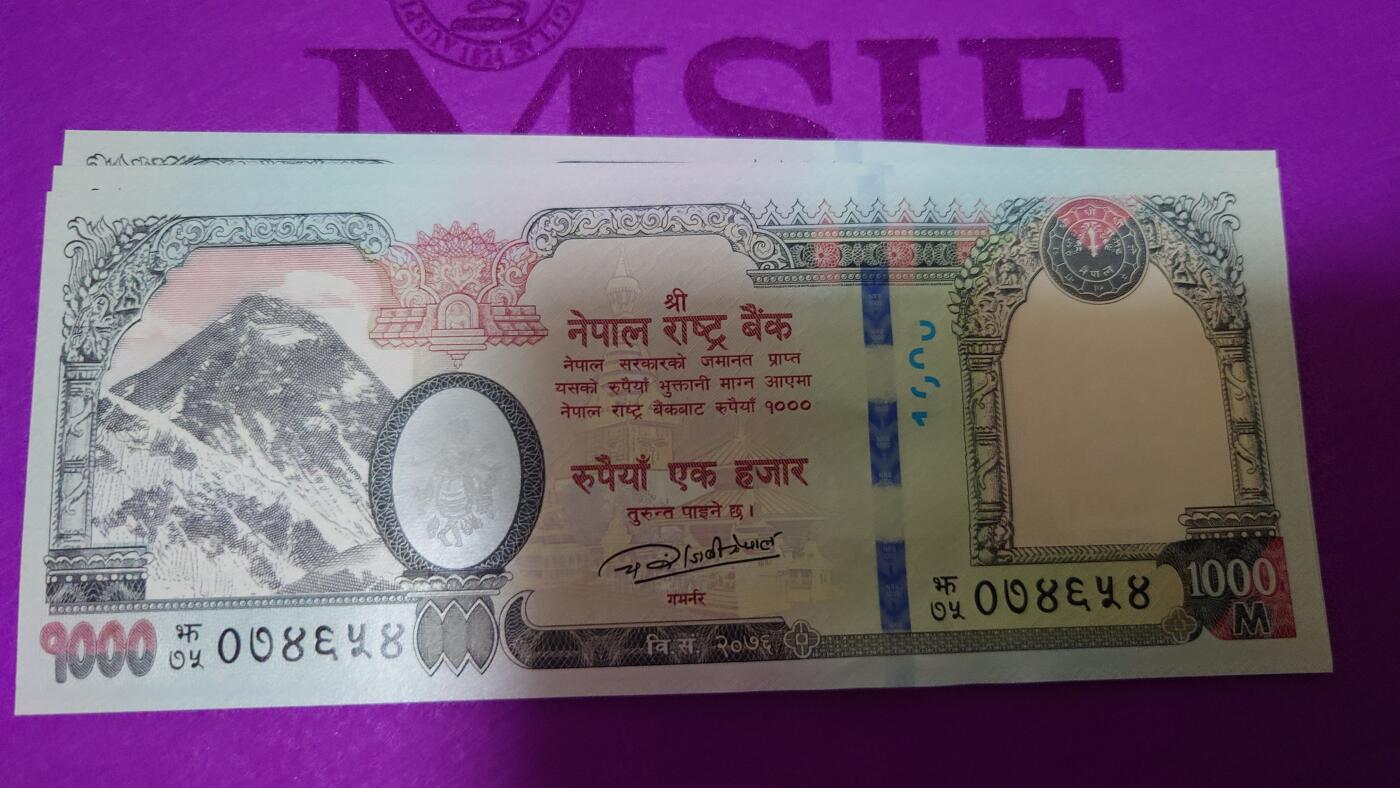 MSIF
श्री
नेपाल राष्ट्र बैंक
नेपाल सरकारको जमानत प्राप्त
यसको रुपैयाँ भुक्तानी माग्न आएमा
नेपाल राष्ट्र बैंकबाट रुपैयाँ १०००
रुपैयाँ एक हजार
तुरुन्त पाइने छ।
गभर्नर
वि.सं. २०७६
१०००
झ
७५ ०७४६५४
झ
७५ ०७४६५४
1000
M